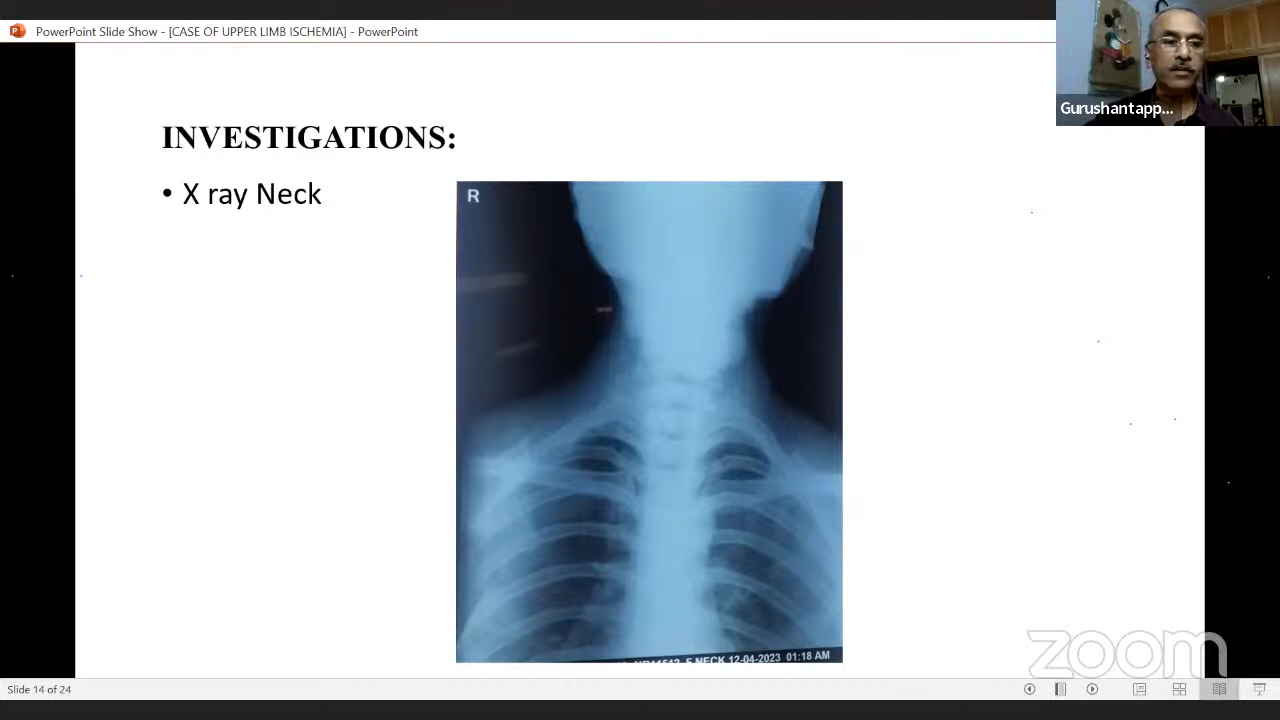 PowerPoint Slide Show - [CASE OF UPPER LIMB ISCHEMIA] - PowerPoint
Gurushantapp...
INVESTIGATIONS:
• X ray Neck
R
F NECK 12-04-2023 01:18 AM
zoom
Slide 14 of 24